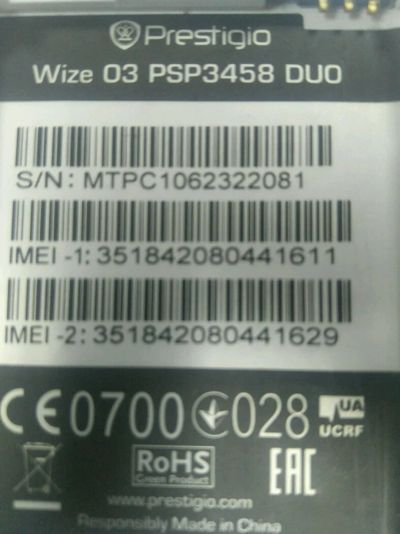 Prestigio
Wize O3 PSP3458 DUO
S/N: MTPC1062322081
IMEI -1: 351842080441611
IMEI -2: 351842080441629
CE0700 028 UA
UCRF
RoHS EAC
Green Product
www.prestigio.com
Responsibly Made in China